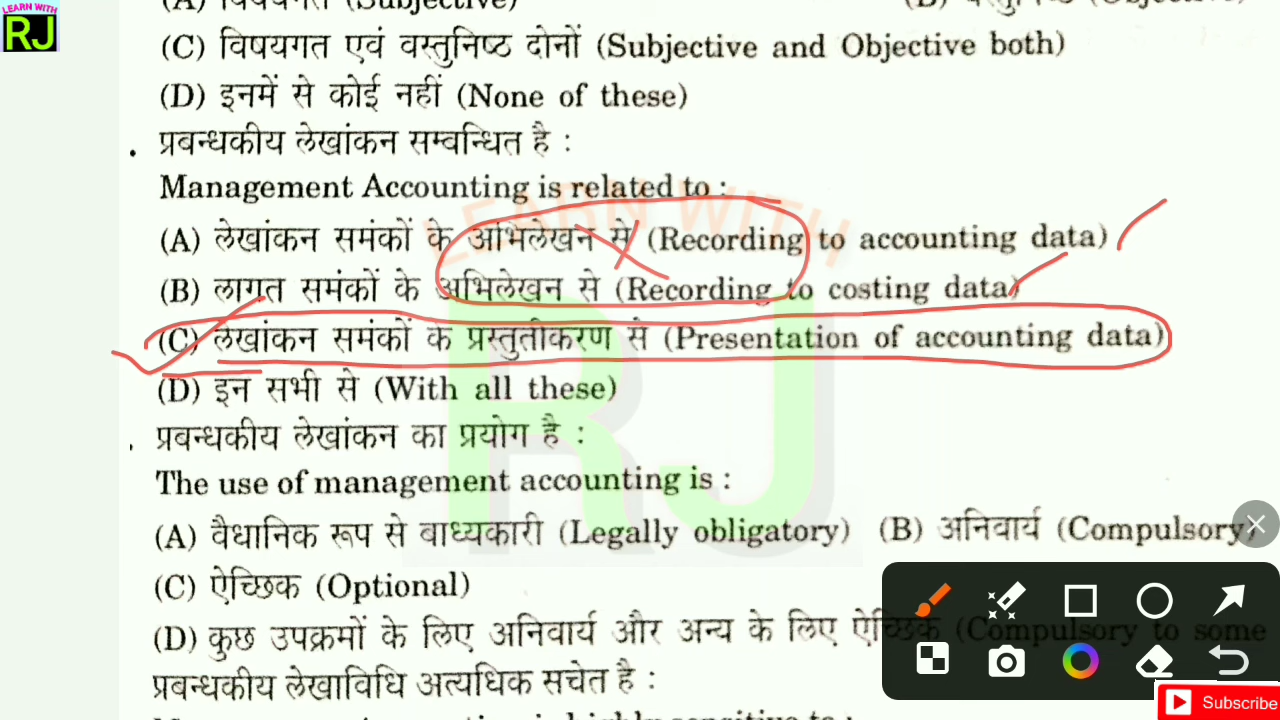 LEARN WITH
RJ
(C) विषयगत एवं वस्तुनिष्ठ दोनों (Subjective and Objective both)
(D) इनमें से कोई नहीं (None of these)
. प्रबन्धकीय लेखांकन सम्बन्धित है :
Management Accounting is related to :
(A) लेखांकन समंकों के अभिलेखन से (Recording to accounting data)
(B) लागत समंकों के अभिलेखन से (Recording to costing data)
(C) लेखांकन समंकों के प्रस्तुतीकरण से (Presentation of accounting data)
(D) इन सभी से (With all these)
. प्रबन्धकीय लेखांकन का प्रयोग है :
The use of management accounting is :
(A) वैधानिक रूप से बाध्यकारी (Legally obligatory) (B) अनिवार्य (Compulsory)
(C) ऐच्छिक (Optional)
(D) कुछ उपक्रमों के लिए अनिवार्य और अन्य के लिए ऐच्छिक (Compulsory to some
प्रबन्धकीय लेखाविधि अत्यधिक सचेत है :
LEARN WITH
RJ
Subscribe